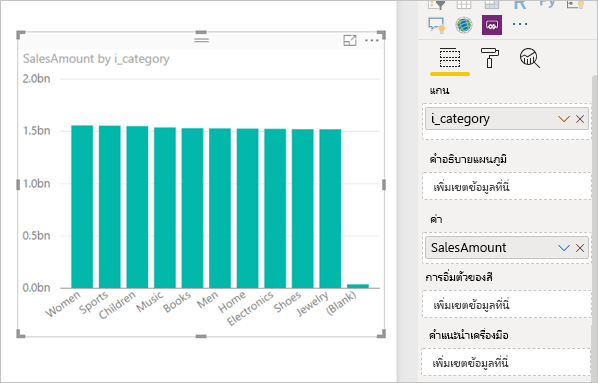 SalesAmount by i_category
2.0bn
1.5bn
1.0bn
0.5bn
0.0bn
Women
Sports
Children
Music
Books
Men
Home
Electronics
Shoes
Jewelry
(Blank)
R
Py
แกน
i_category
คำอธิบายแผนภูมิ
เพิ่มเขตข้อมูลที่นี่
ค่า
SalesAmount
การอิ่มตัวของสี
เพิ่มเขตข้อมูลที่นี่
คำแนะนำเครื่องมือ
เพิ่มเขตข้อมูลที่นี่